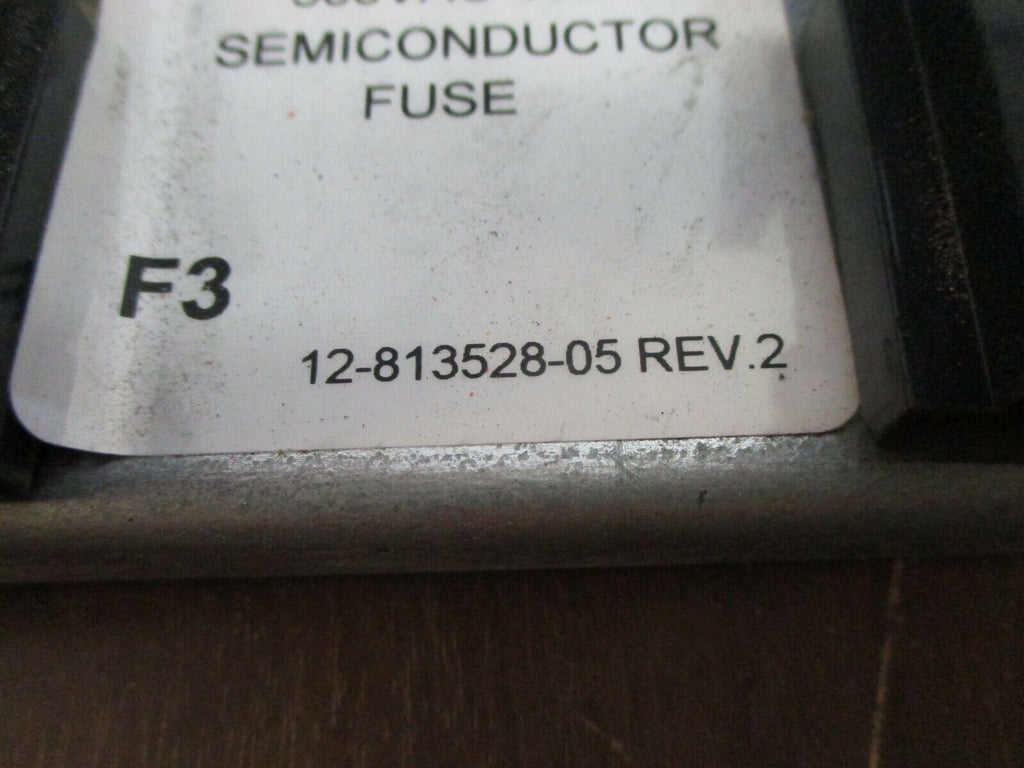 SEMICONDUCTOR
FUSE
F3
12-813528-05 REV.2